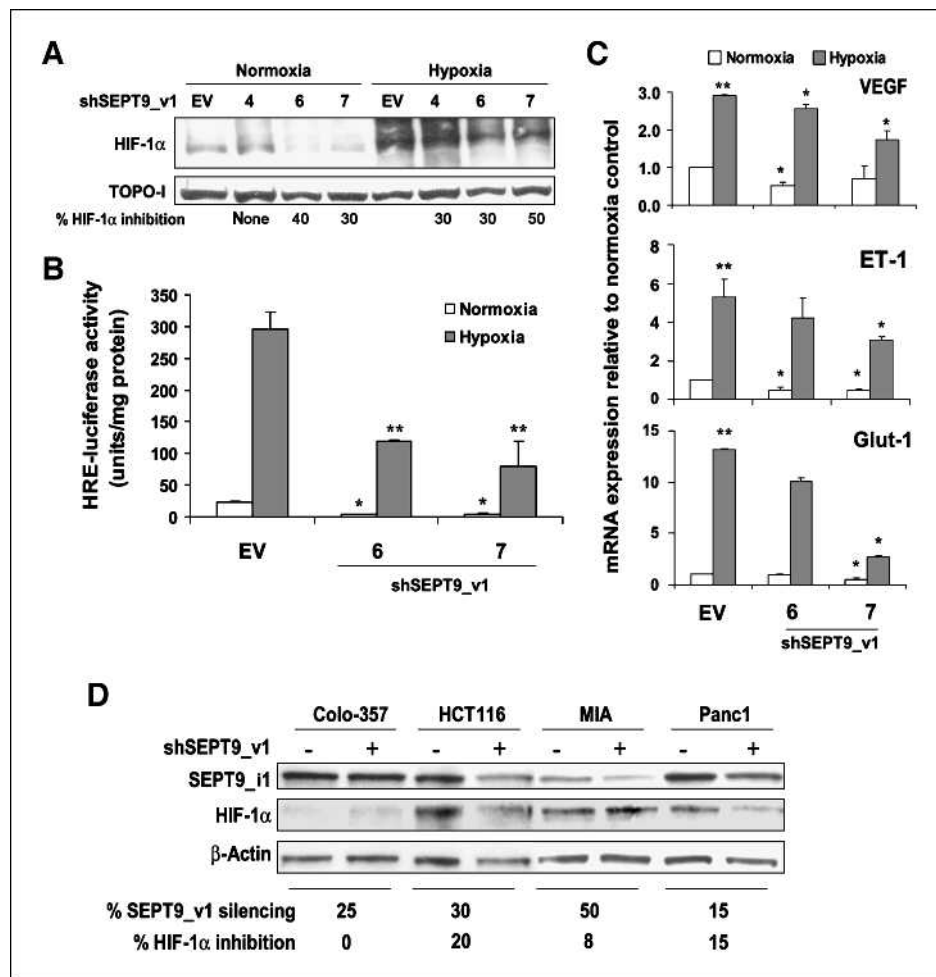 A
Normoxia Hypoxia
shSEPT9_v1 EV 4 6 7 EV 4 6 7
HIF-1α
TOPO-I
% HIF-1α inhibition None 40 30 30 30 50
B
HRE-luciferase activity
(units/mg protein)
350
300
250
200
150
100
50
0
Normoxia
Hypoxia
* ** * **
EV 6 7
shSEPT9_v1
C
Normoxia Hypoxia
mRNA expression relative to normoxia control
VEGF
3.0
2.0
1.0
0.0
** * * *
ET-1
8
6
4
2
0
** * * *
Glut-1
15
10
5
0
** * *
EV 6 7
shSEPT9_v1
D
Colo-357 HCT116 MIA Panc1
shSEPT9_v1 - + - + - + - +
SEPT9_i1
HIF-1α
β-Actin
% SEPT9_v1 silencing 25 30 50 15
% HIF-1α inhibition 0 20 8 15